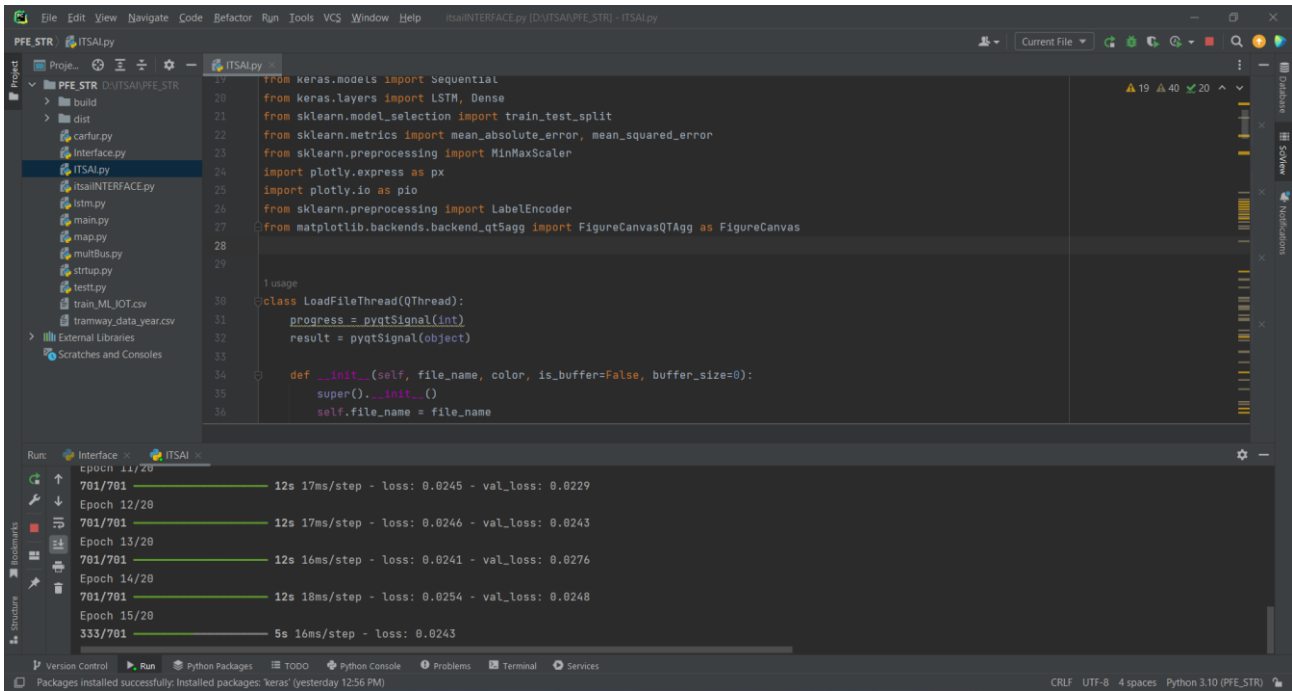 File Edit View Navigate Code Refactor Run Tools VCS Window Help itsaiINTERFACE.py [D:\ITSAI\PFE_STR] - ITSAI.py
PFE_STR ITSAI.py Current File
Project
Proje...
ITSAI.py
PFE_STR D:\ITSAI\PFE_STR
build
dist
carfur.py
Interface.py
ITSAI.py
itsaiINTERFACE.py
lstm.py
main.py
map.py
multBus.py
strtup.py
testt.py
train_ML_IOT.csv
tramway_data_year.csv
External Libraries
Scratches and Consoles
19 from keras.models import Sequential
20 from keras.layers import LSTM, Dense
21 from sklearn.model_selection import train_test_split
22 from sklearn.metrics import mean_absolute_error, mean_squared_error
23 from sklearn.preprocessing import MinMaxScaler
24 import plotly.express as px
25 import plotly.io as pio
26 from sklearn.preprocessing import LabelEncoder
27 from matplotlib.backends.backend_qt5agg import FigureCanvasQTAgg as FigureCanvas
28
29
1 usage
30 class LoadFileThread(QThread):
31 progress = pyqtSignal(int)
32 result = pyqtSignal(object)
33
34 def __init__(self, file_name, color, is_buffer=False, buffer_size=0):
35 super().__init__()
36 self.file_name = file_name
19 40 20
Database
SciView
Notifications
Run: Interface ITSAI
Epoch 11/20
701/701 12s 17ms/step - loss: 0.0245 - val_loss: 0.0229
Epoch 12/20
701/701 12s 17ms/step - loss: 0.0246 - val_loss: 0.0243
Epoch 13/20
701/701 12s 16ms/step - loss: 0.0241 - val_loss: 0.0276
Epoch 14/20
701/701 12s 18ms/step - loss: 0.0254 - val_loss: 0.0248
Epoch 15/20
333/701 5s 16ms/step - loss: 0.0243
Bookmarks
Structure
Version Control Run Python Packages TODO Python Console Problems Terminal Services
Packages installed successfully: Installed packages: 'keras' (yesterday 12:56 PM) CRLF UTF-8 4 spaces Python 3.10 (PFE_STR)